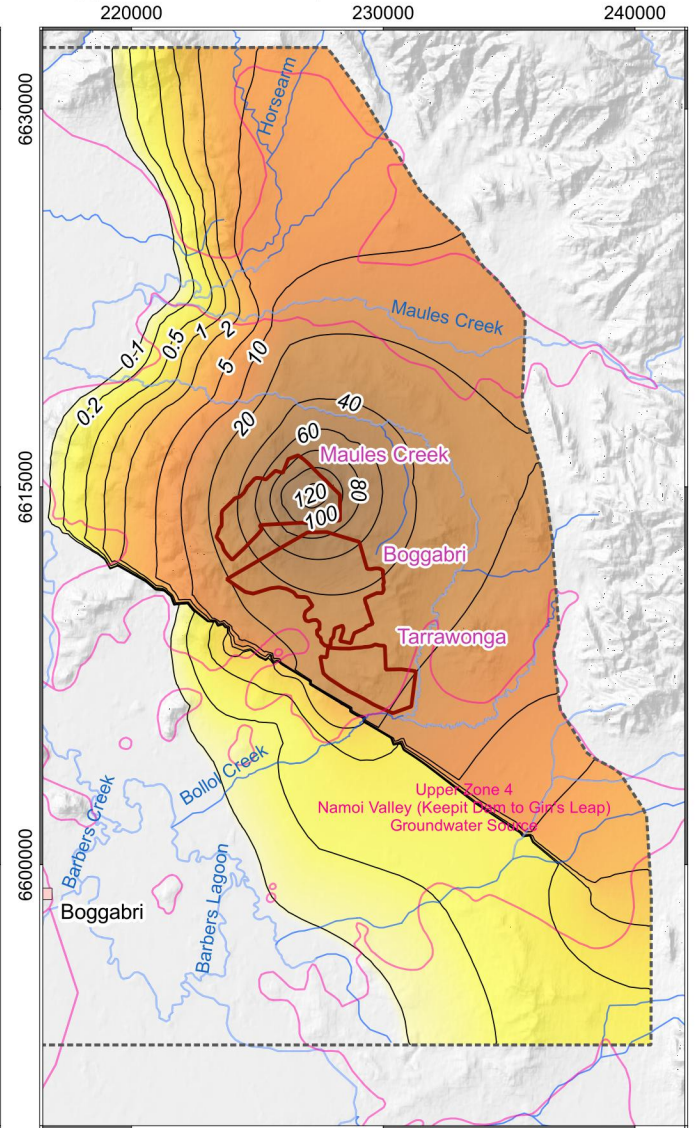 220000
230000
240000
6630000
Horsearm
Maules Creek
0.1
0.5
1
2
0.2
5
10
20
40
60
Maules Creek
6615000
120
80
100
Boggabri
Tarrawonga
Bollol Creek
Upper Zone 4
Namoi Valley (Keepit Dam to Gin's Leap)
Groundwater Source
Barbers Creek
6600000
Barbers Lagoon
Boggabri